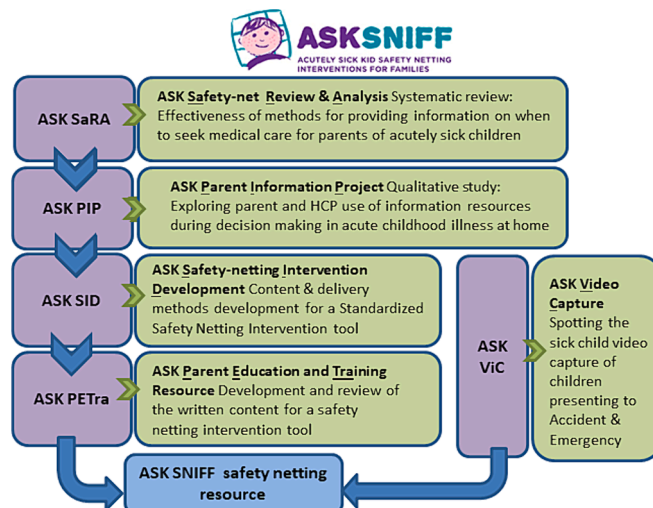 ASKSNIFF
ACUTELY SICK KID SAFETY NETTING
INTERVENTIONS FOR FAMILIES
ASK SaRA
ASK Safety-net Review & Analysis Systematic review:
Effectiveness of methods for providing information on when
to seek medical care for parents of acutely sick children
ASK PIP
ASK Parent Information Project Qualitative study:
Exploring parent and HCP use of information resources
during decision making in acute childhood illness at home
ASK SID
ASK Safety-netting Intervention
Development Content & delivery
methods development for a Standardized
Safety Netting Intervention tool
ASK PETra
ASK Parent Education and Training
Resource Development and review of
the written content for a safety
netting intervention tool
ASK
ViC
ASK Video
Capture
Spotting the
sick child video
capture of
children
presenting to
Accident &
Emergency
ASK SNIFF safety netting
resource